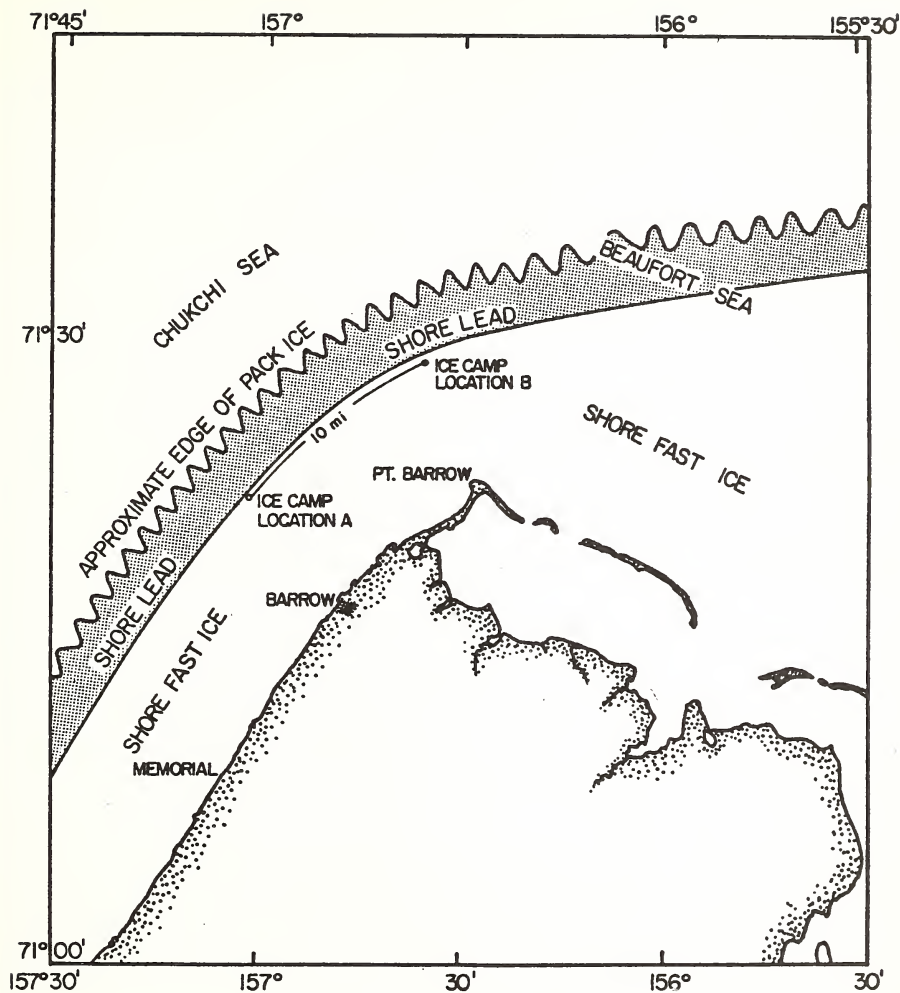 71°45'
157°
156°
155°30'
CHUKCHI SEA
BEAUFORT SEA
71°30'
APPROXIMATE EDGE OF PACK ICE
SHORE LEAD
ICE CAMP
LOCATION B
10 mi
SHORE FAST ICE
PT. BARROW
ICE CAMP
LOCATION A
SHORE LEAD
BARROW
SHORE FAST ICE
MEMORIAL
71°00'
157°30'
157°
30'
156°
30'